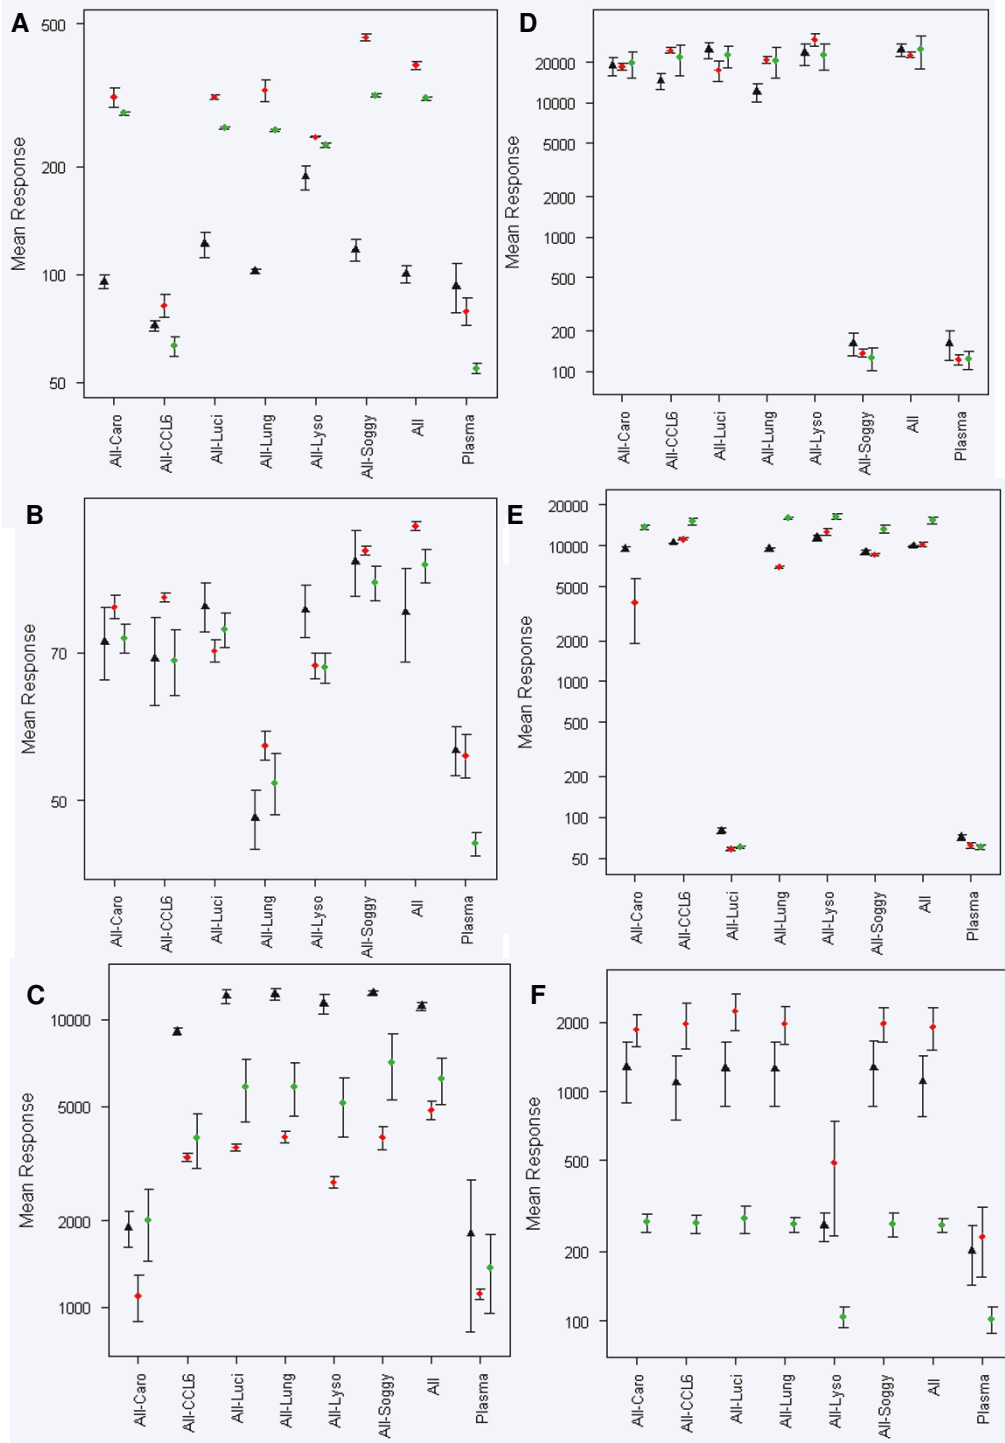 A
Mean Response
500
200
100
50
All-Caro
All-CCL6
All-Luci
All-Lung
All-Lyso
All-Soggy
All
Plasma
D
Mean Response
20000
10000
5000
2000
1000
500
200
100
All-Caro
All-CCL6
All-Luci
All-Lung
All-Lyso
All-Soggy
All
Plasma
B
Mean Response
70
50
All-Caro
All-CCL6
All-Luci
All-Lung
All-Lyso
All-Soggy
All
Plasma
E
Mean Response
20000
10000
5000
2000
1000
500
200
100
50
All-Caro
All-CCL6
All-Luci
All-Lung
All-Lyso
All-Soggy
All
Plasma
C
Mean Response
10000
5000
2000
1000
All-Caro
All-CCL6
All-Luci
All-Lung
All-Lyso
All-Soggy
All
Plasma
F
Mean Response
2000
1000
500
200
100
All-Caro
All-CCL6
All-Luci
All-Lung
All-Lyso
All-Soggy
All
Plasma